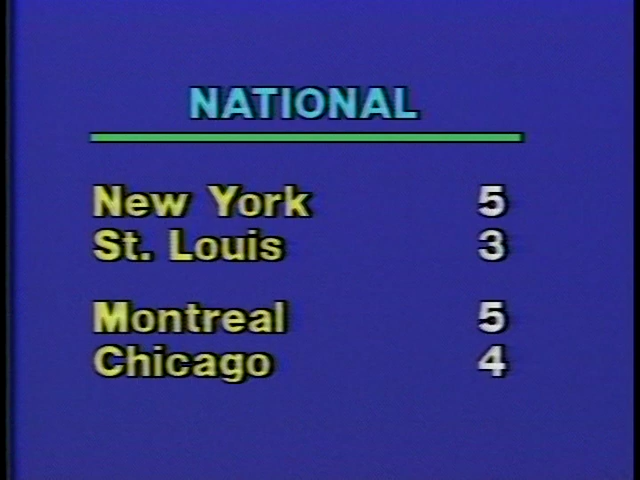 NATIONAL
New York 5
St. Louis 3
Montreal 5
Chicago 4